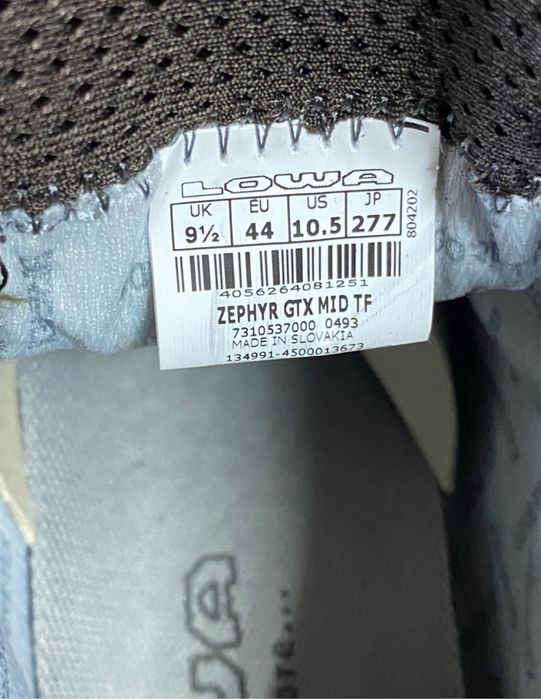 LOWA
UK EU US JP
9½ 44 10.5 277
804202
4056264081251
ZEPHYR GTX MID TF
7310537000 0493
MADE IN SLOVAKIA
134991-4500013673